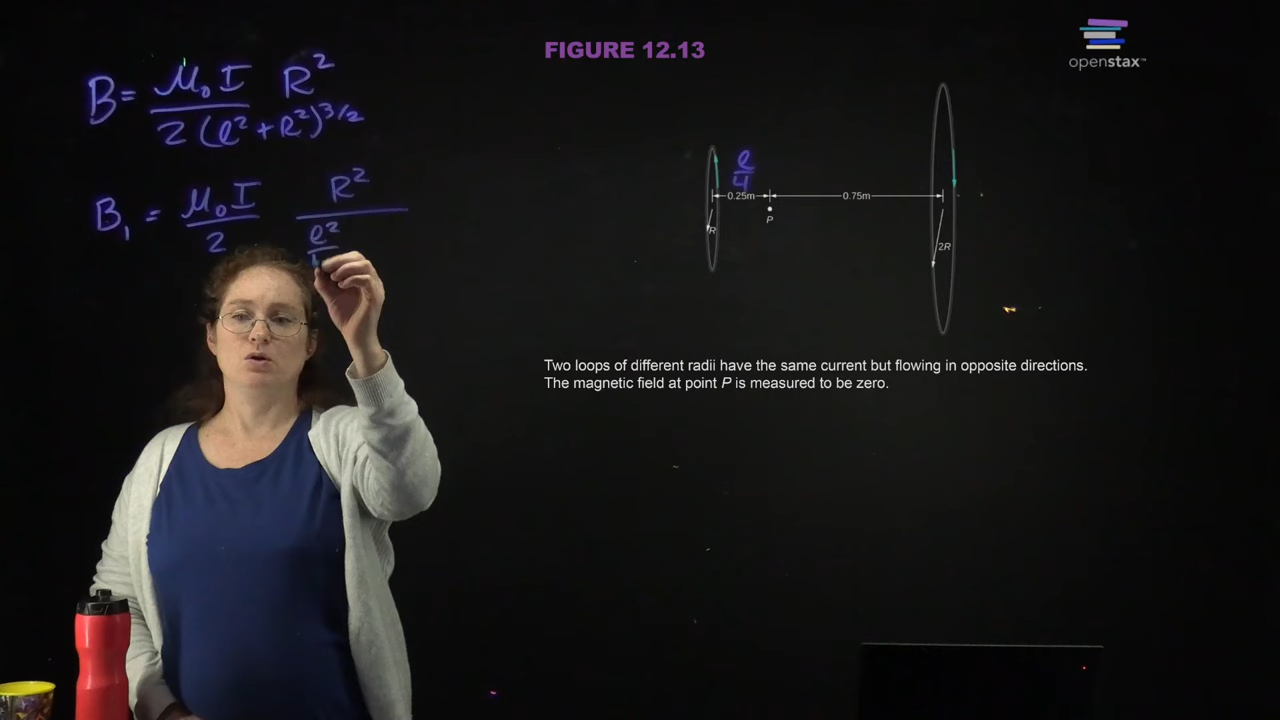 FIGURE 12.13
openstax™
B = μ₀I R² / 2 (ℓ² + R²)^3/2
ℓ/4
0.25m
0.75m
P
R
2R
B₁ = μ₀I / 2 R² / ℓ²
Two loops of different radii have the same current but flowing in opposite directions.
The magnetic field at point P is measured to be zero.